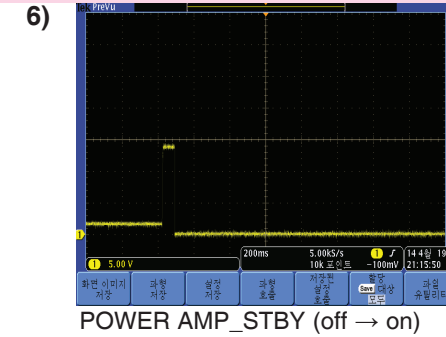 6)
Tek PreVu
1
200ms
5.00kS/s
10k 포인트
1
-100mV
14 4월 19
21:15:50
1 5.00 V
화면 이미지
저장
파형
저장
설정
저장
파형
호출
저장된
설정
호출
할당
Save 대상
모두
파일
유틸리티
POWER AMP_STBY (off → on)